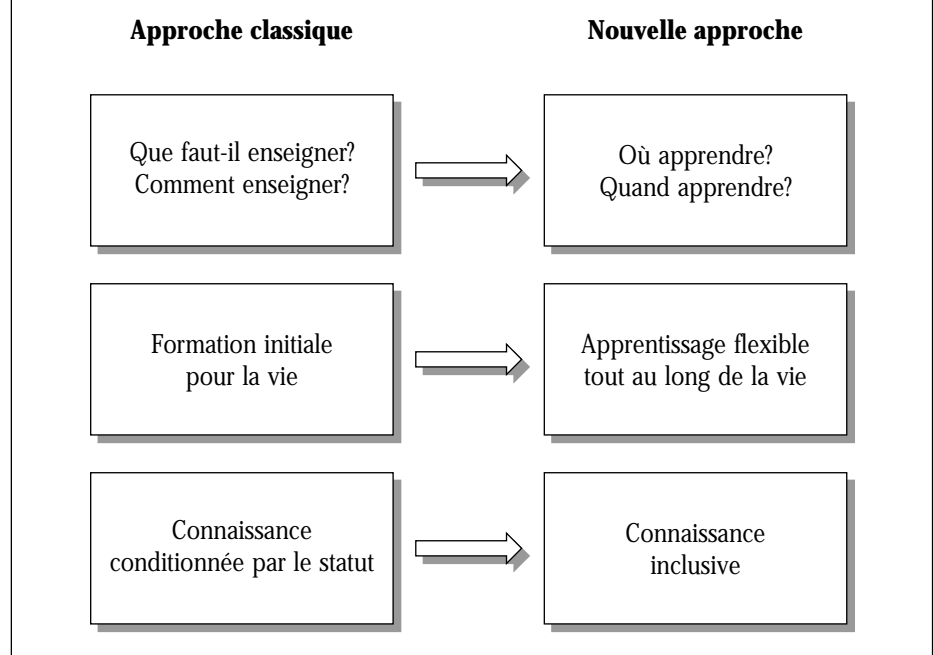 Approche classique
Nouvelle approche
Que faut-il enseigner?
Comment enseigner?
Où apprendre?
Quand apprendre?
Formation initiale
pour la vie
Apprentissage flexible
tout au long de la vie
Connaissance
conditionnée par le statut
Connaissance
inclusive